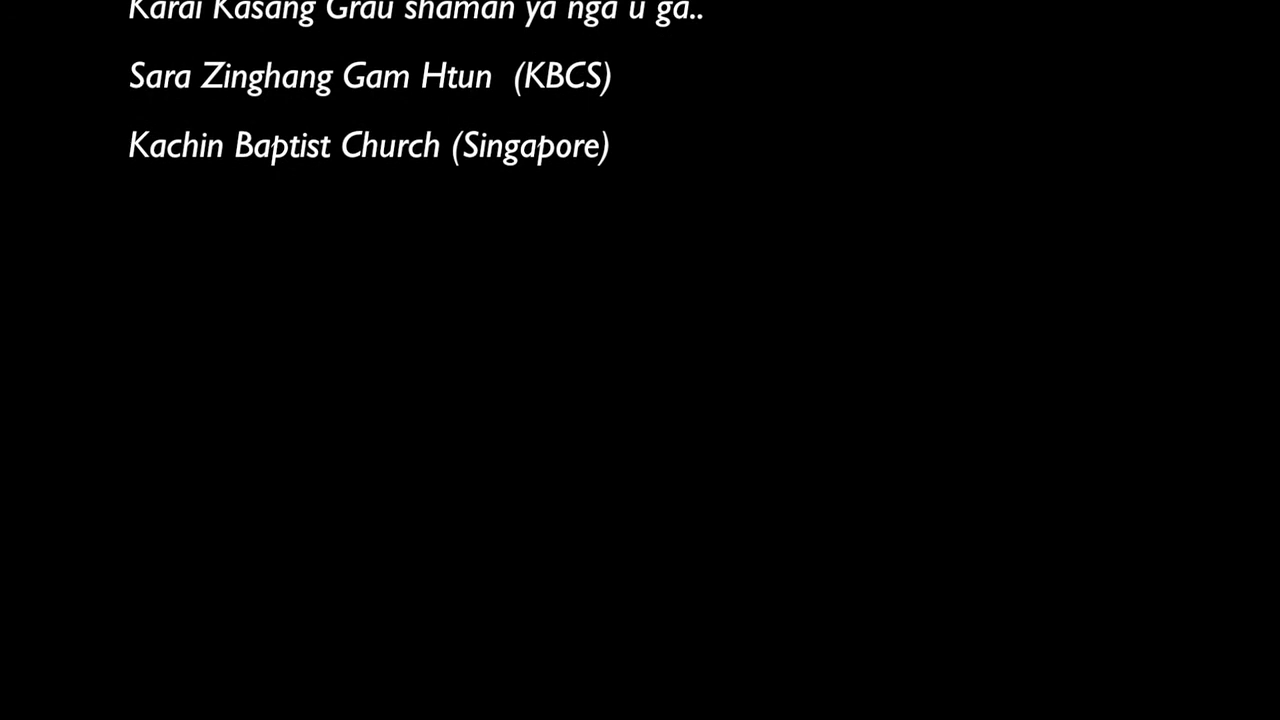 Karai Kasang Grau shaman ya nga u ga..
Sara Zinghang Gam Htun (KBCS)
Kachin Baptist Church (Singapore)